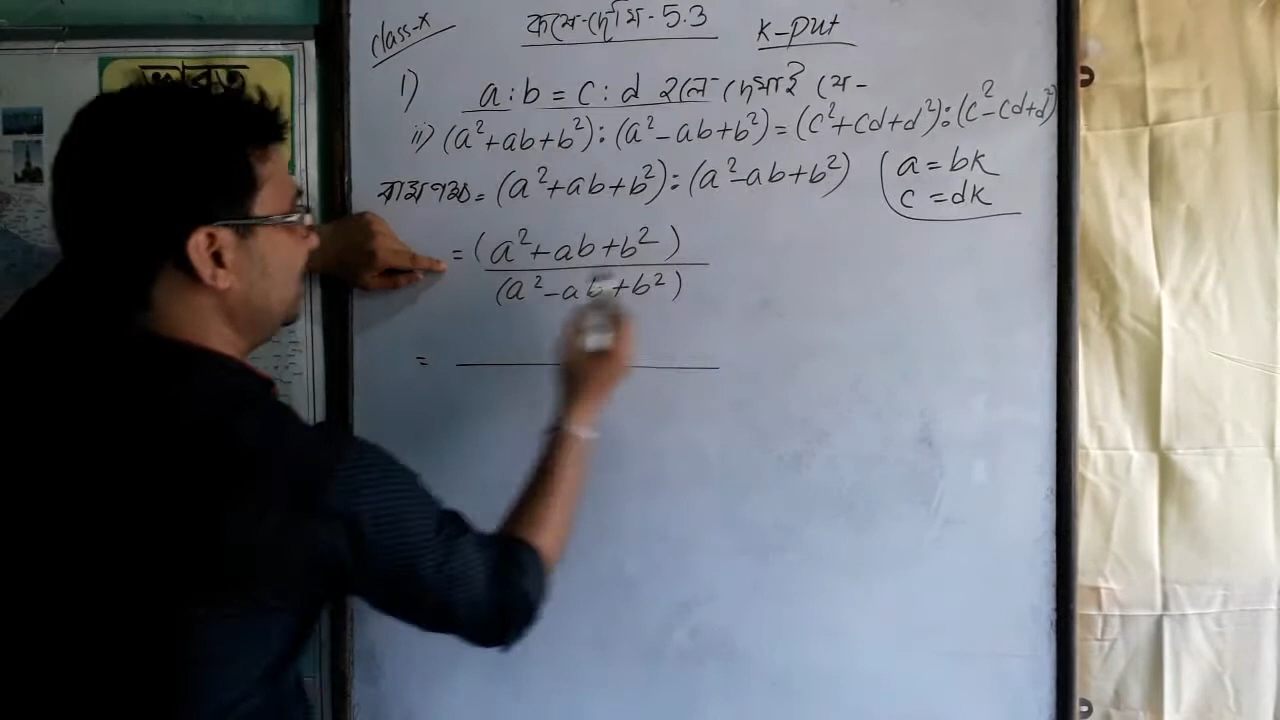 class-X
কষে দেখি - 5.3
K-put
i) a : b = c : d হলে দেখাই যে -
ii) (a²+ab+b²) : (a²-ab+b²) = (c²+cd+d²) : (c²-cd+d²)
বামপক্ষ = (a²+ab+b²) : (a²-ab+b²)
a = bk
c = dk
= (a²+ab+b²)
(a²-ab+b²)
=